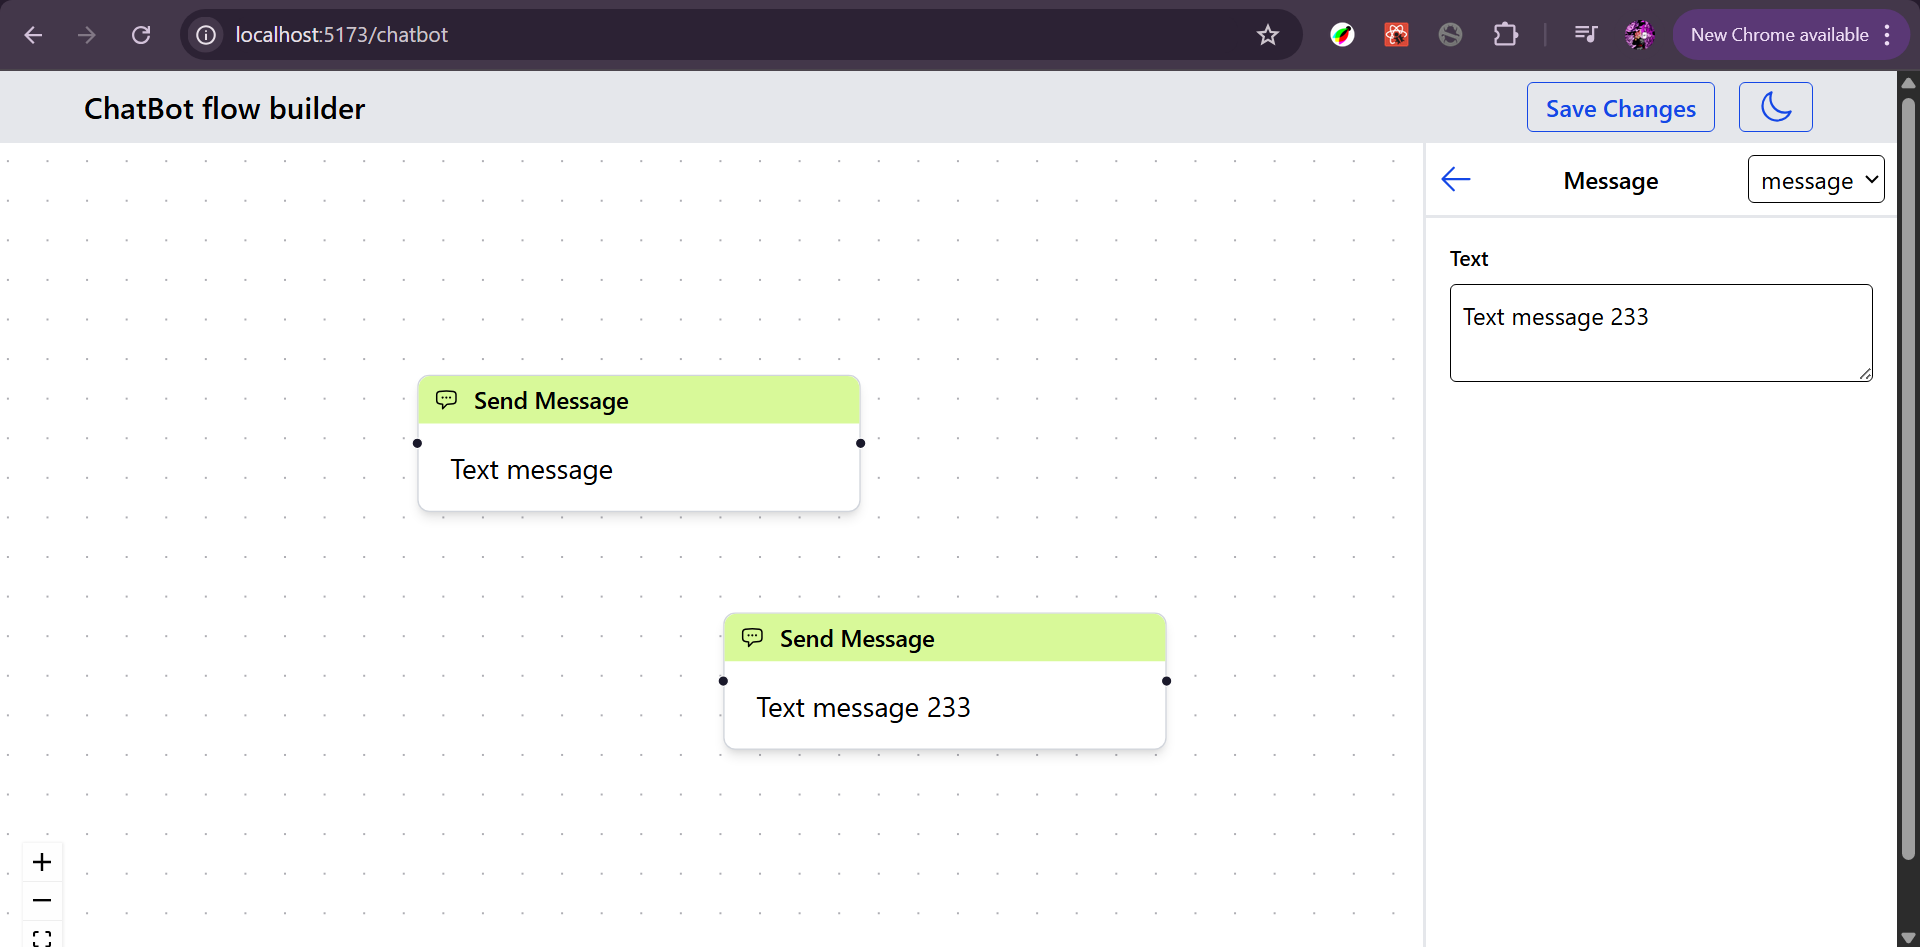 localhost:5173/chatbot
New Chrome available
ChatBot flow builder
Save Changes
Message
message
Text
Text message 233
Send Message
Text message
Send Message
Text message 233